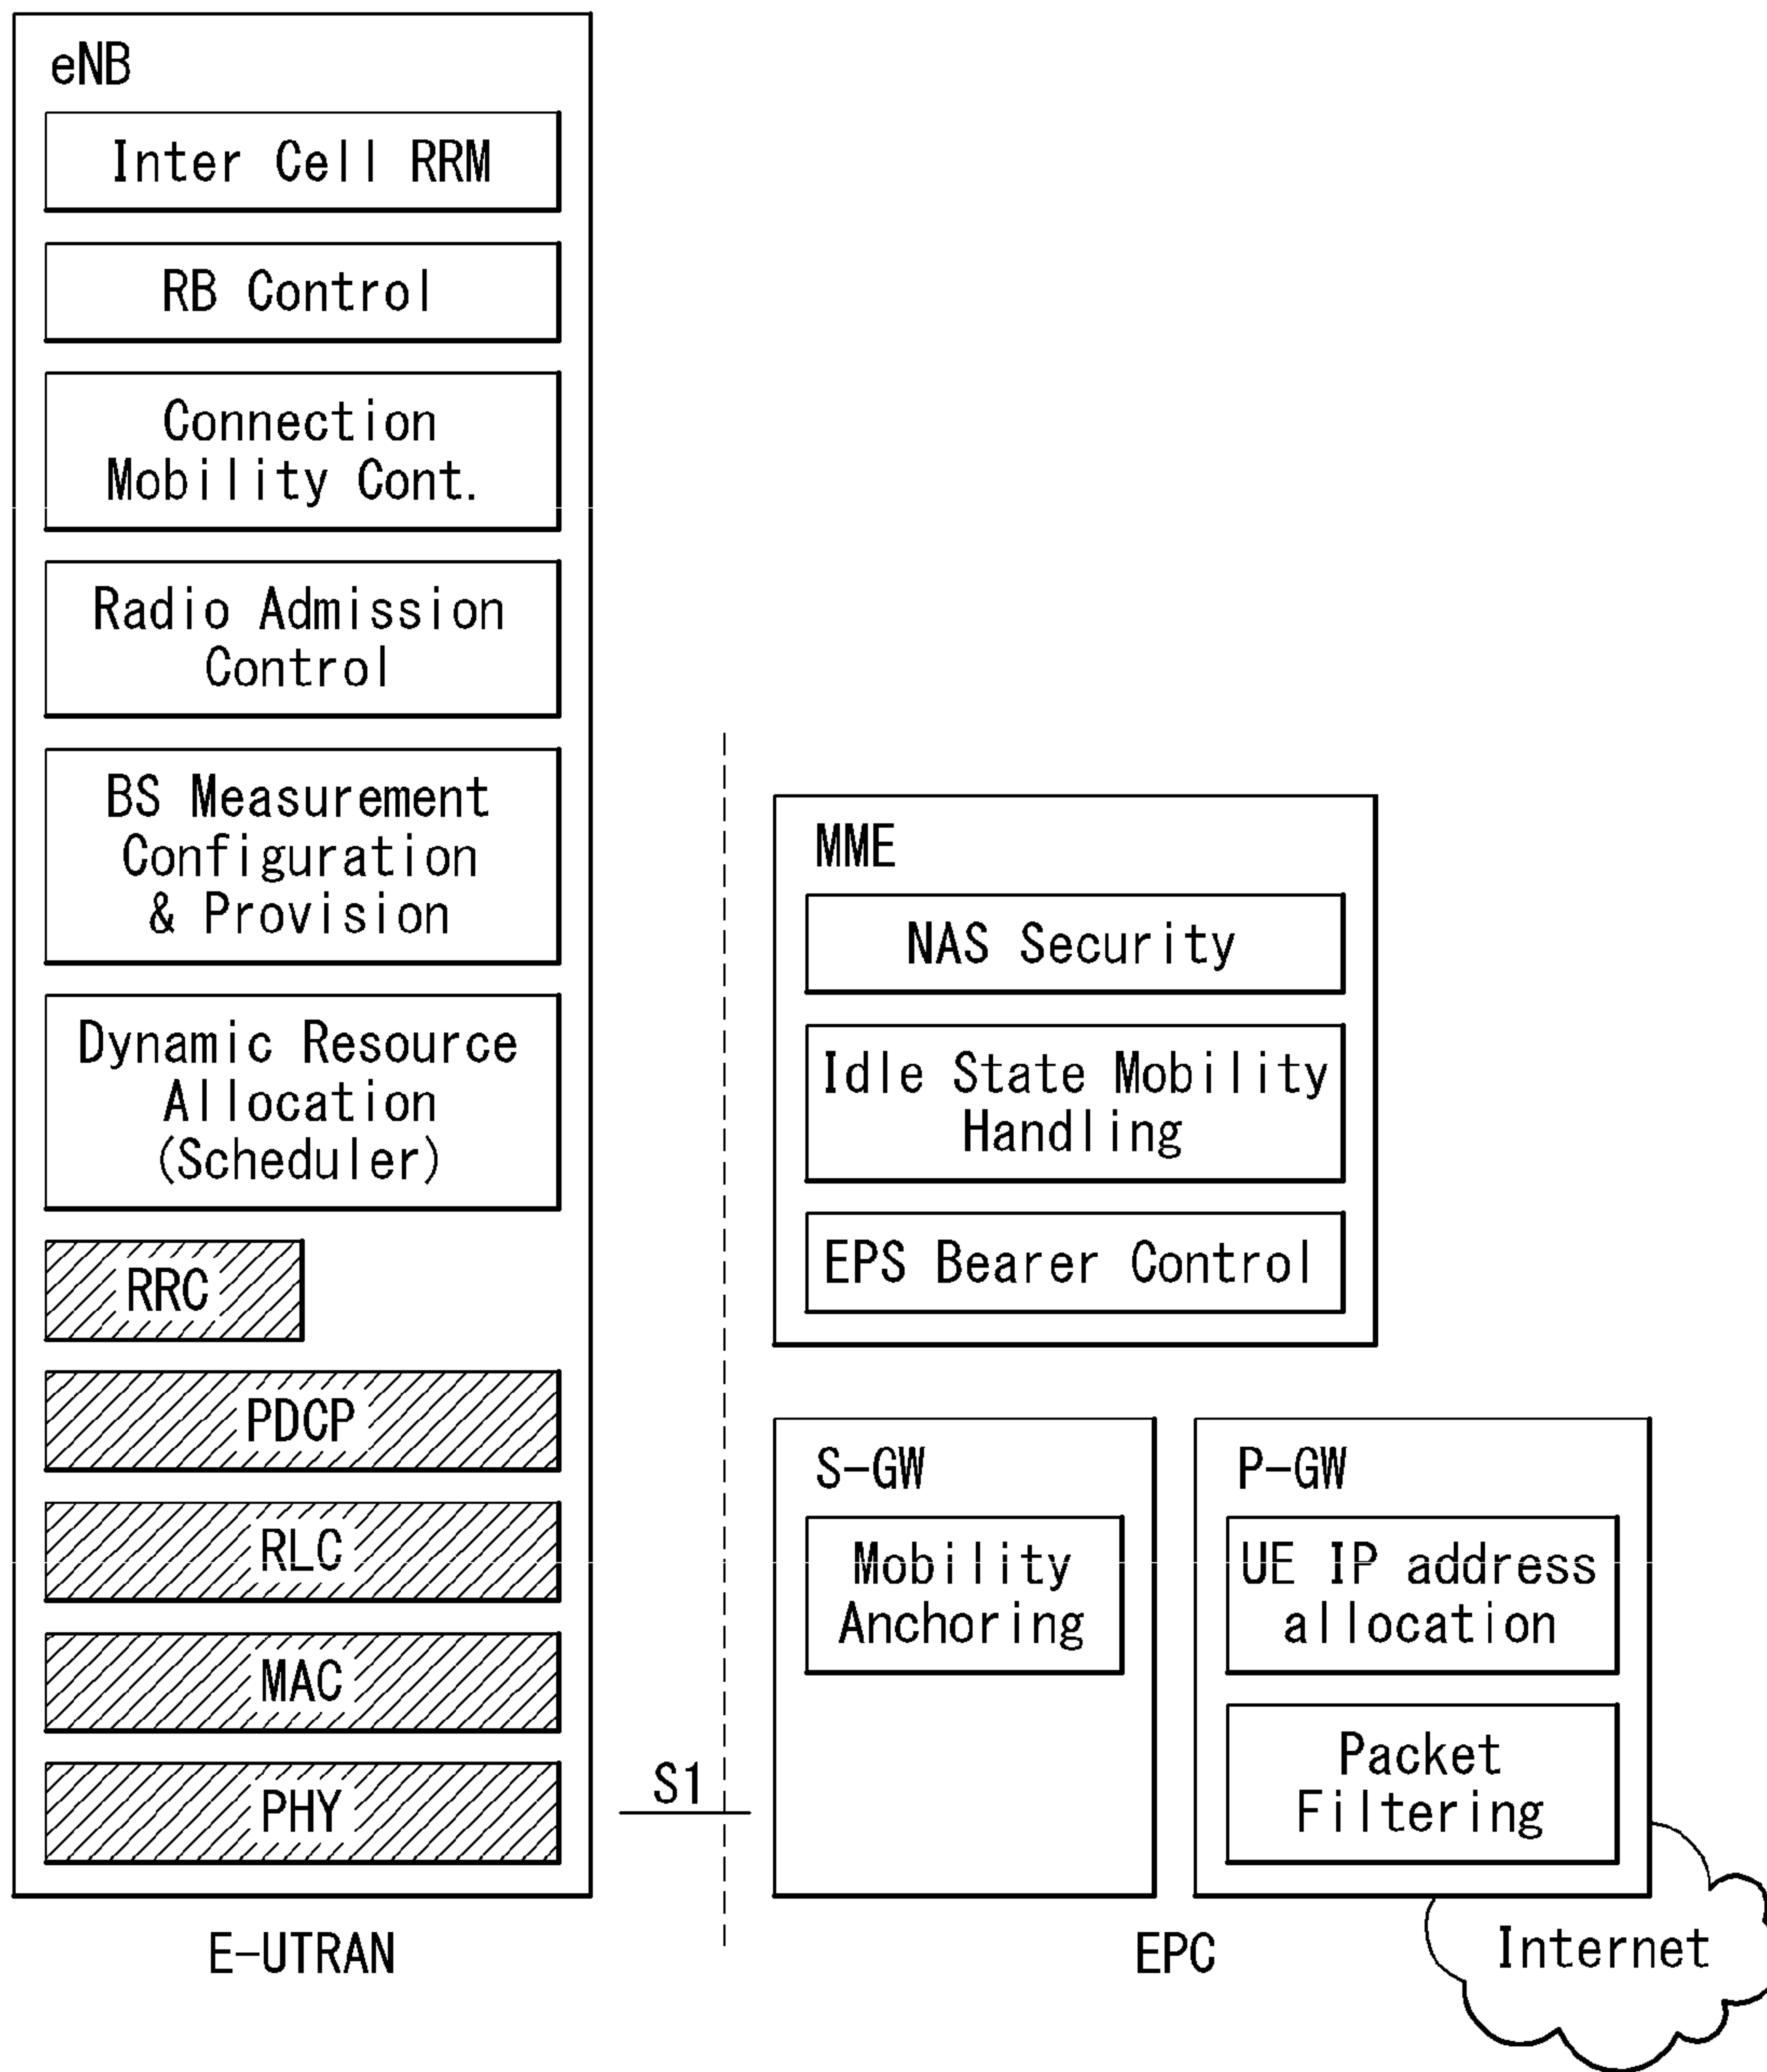 eNB
Inter Cell RRM
RB Control
Connection
Mobility Cont.
Radio Admission
Control
BS Measurement
Configuration
& Provision
Dynamic Resource
Allocation
(Scheduler)
RRC
PDCP
RLC
MAC
PHY
E-UTRAN
S1
MME
NAS Security
Idle State Mobility
Handling
EPS Bearer Control
S-GW
Mobility
Anchoring
P-GW
UE IP address
allocation
Packet
Filtering
EPC
Internet